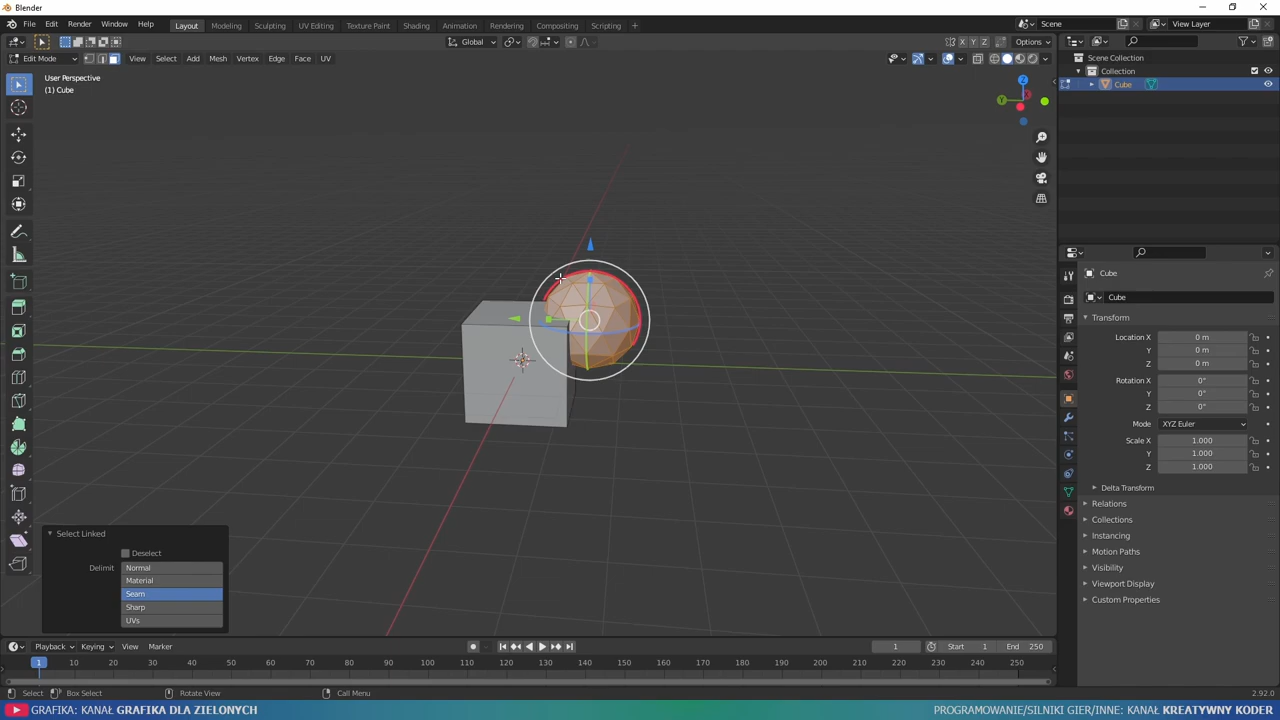 Blender
File Edit Render Window Help
Layout Modeling Sculpting UV Editing Texture Paint Shading Animation Rendering Compositing Scripting +
Scene
View Layer
Global
X Y Z
Options
Edit Mode
View Select Add Mesh Vertex Edge Face UV
User Perspective
(1) Cube
Z
Y
X
Scene Collection
Collection
Cube
Cube
Cube
Transform
Location X 0 m
Y 0 m
Z 0 m
Rotation X 0°
Y 0°
Z 0°
Mode XYZ Euler
Scale X 1.000
Y 1.000
Z 1.000
Delta Transform
Relations
Collections
Instancing
Motion Paths
Visibility
Viewport Display
Custom Properties
Select Linked
Deselect
Delimit Normal
Material
Seam
Sharp
UVs
Playback Keying View Marker
1
Start 1
End 250
1 10 20 30 40 50 60 70 80 90 100 110 120 130 140 150 160 170 180 190 200 210 220 230 240 250
Select Box Select Rotate View Call Menu
2.92.0
GRAFIKA: KANAŁ GRAFIKA DLA ZIELONYCH
PROGRAMOWANIE/SILNIKI GIER/INNE: KANAŁ KREATYWNY KODER